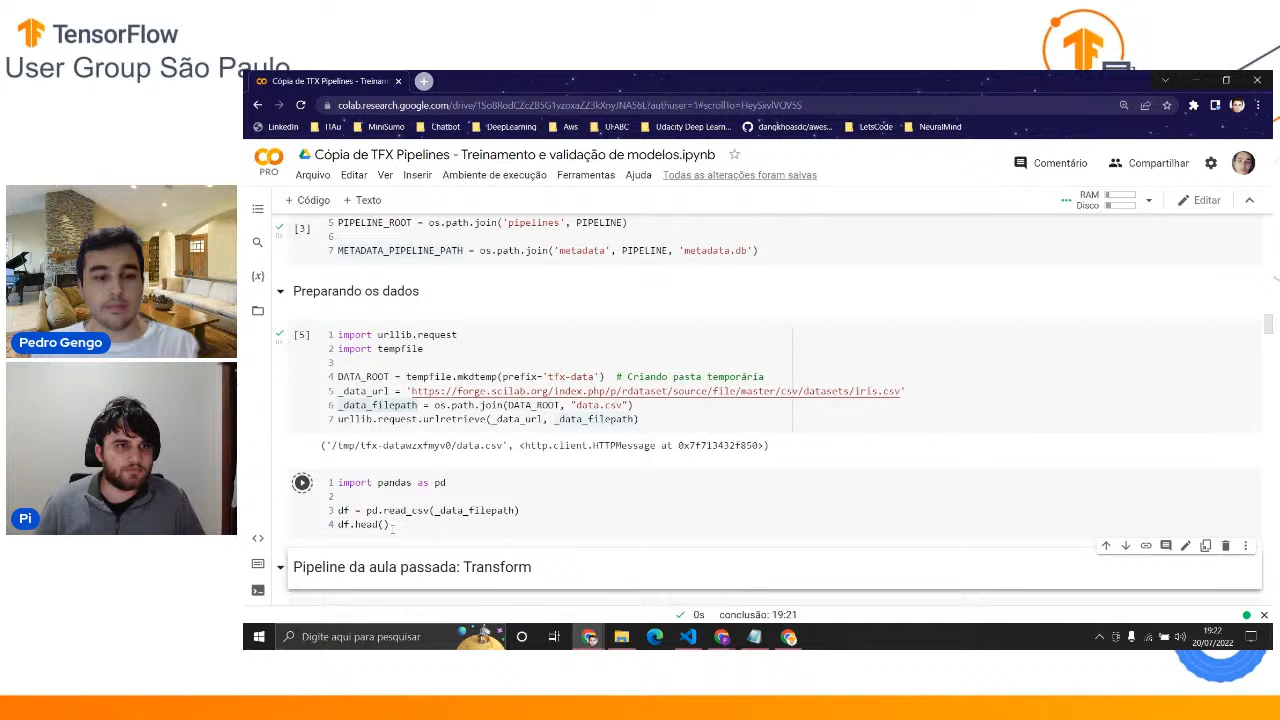 TensorFlow
User Group São Paulo
Cópia de TFX Pipelines - Treinam
colab.research.google.com/drive/1So8RodCZcZB5G1vzoxaZZ3kXnyJNA56L?authuser=1#scrollTo=HeySxvlVQV5S
LinkedIn
ITAu
MiniSumo
Chatbot
DeepLearning
Aws
UFABC
Udacity Deep Learn...
dangkhoasdc/awes...
LetsCode
NeuralMind
CO
PRO
Cópia de TFX Pipelines - Treinamento e validação de modelos.ipynb
Comentário
Compartilhar
Arquivo Editar Ver Inserir Ambiente de execução Ferramentas Ajuda Todas as alterações foram salvas
+ Código + Texto
RAM
Disco
Editar
[3]
5 PIPELINE_ROOT = os.path.join('pipelines', PIPELINE)
6
7 METADATA_PIPELINE_PATH = os.path.join('metadata', PIPELINE, 'metadata.db')
Preparando os dados
[5]
1 import urllib.request
2 import tempfile
3
4 DATA_ROOT = tempfile.mkdtemp(prefix='tfx-data') # Criando pasta temporária
5 _data_url = 'https://forge.scilab.org/index.php/p/rdataset/source/file/master/csv/datasets/iris.csv'
6 _data_filepath = os.path.join(DATA_ROOT, "data.csv")
7 urllib.request.urlretrieve(_data_url, _data_filepath)
('/tmp/tfx-datawzxfmyv0/data.csv', <http.client.HTTPMessage at 0x7f713432f850>)
1 import pandas as pd
2
3 df = pd.read_csv(_data_filepath)
4 df.head()
Pipeline da aula passada: Transform
0s conclusão: 19:21
Digite aqui para pesquisar
19:22
20/07/2022
Pedro Gengo
Pi